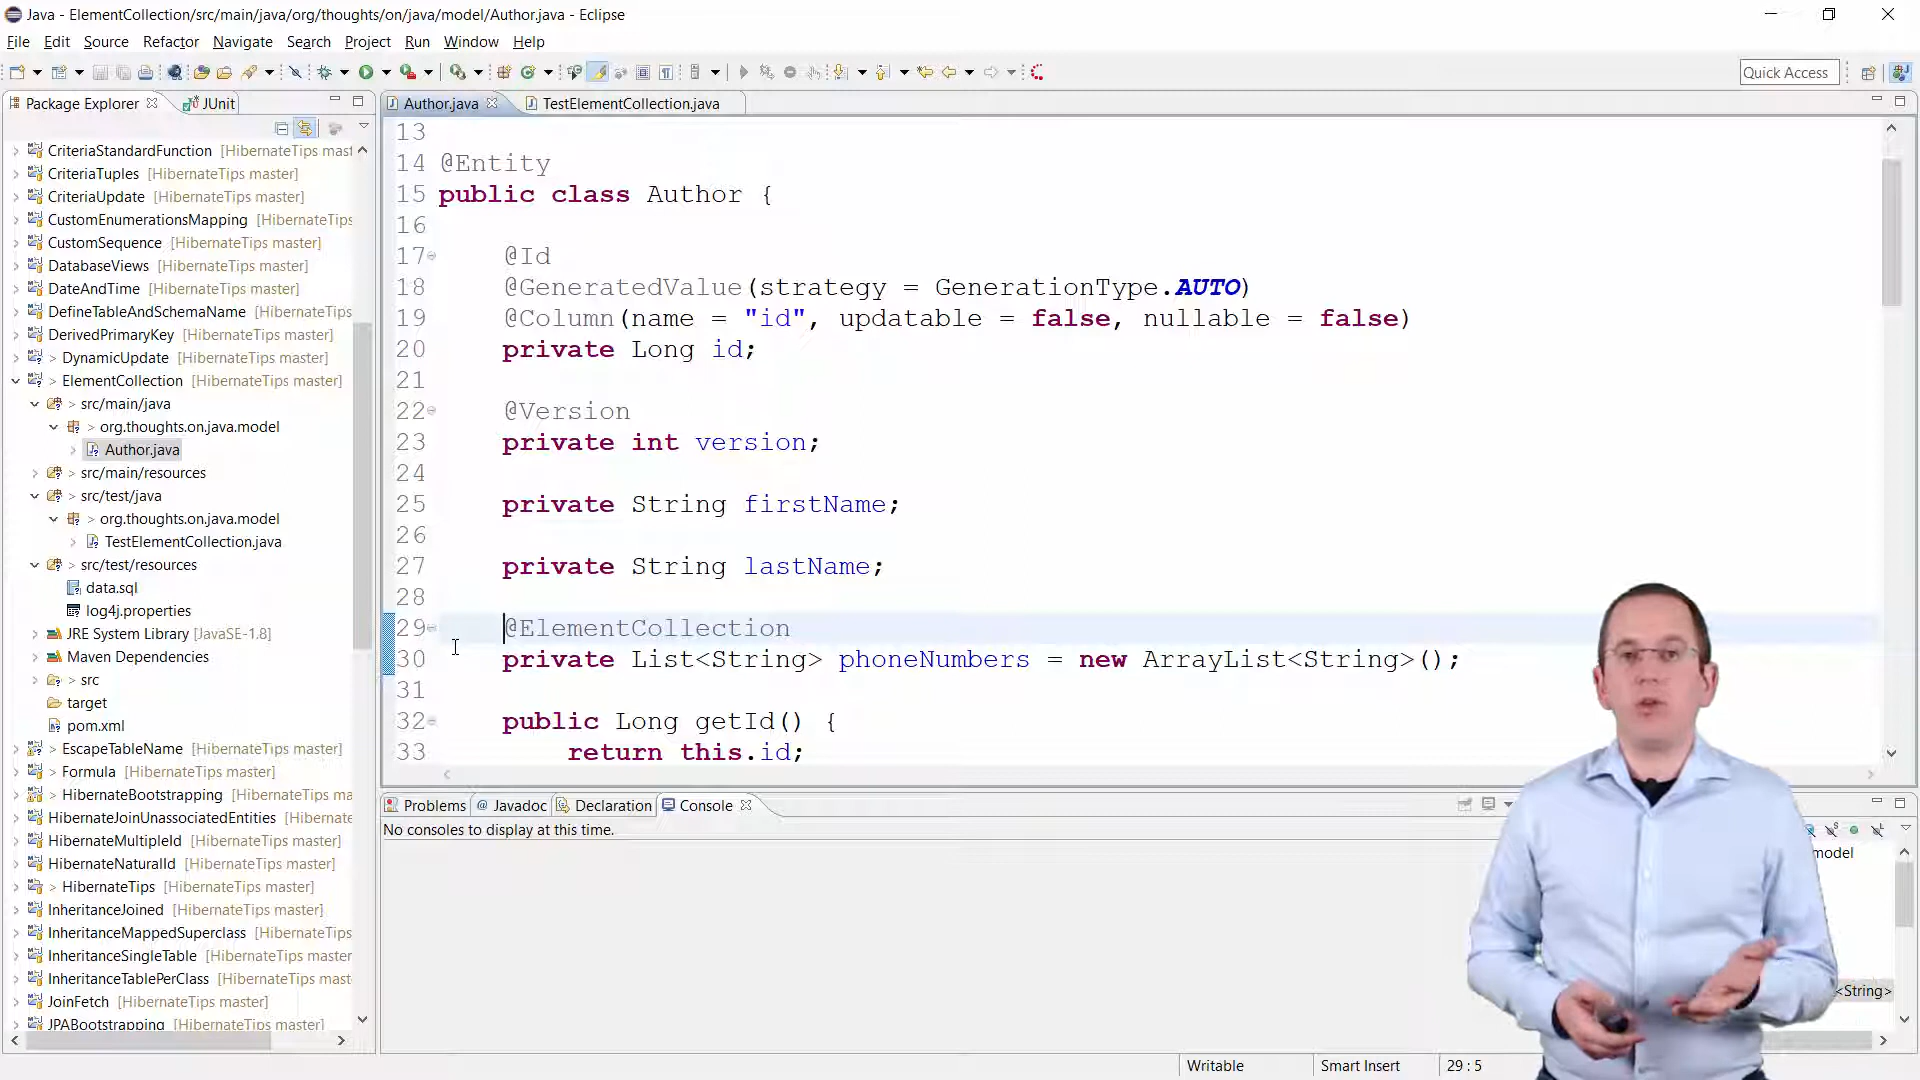 Java - ElementCollection/src/main/java/org/thoughts/on/java/model/Author.java - Eclipse
File Edit Source Refactor Navigate Search Project Run Window Help
Quick Access
Package Explorer JUnit
Author.java TestElementCollection.java
CriteriaStandardFunction [HibernateTips mast
CriteriaTuples [HibernateTips master]
CriteriaUpdate [HibernateTips master]
CustomEnumerationsMapping [HibernateTips
CustomSequence [HibernateTips master]
DatabaseViews [HibernateTips master]
DateAndTime [HibernateTips master]
DefineTableAndSchemaName [HibernateTips
DerivedPrimaryKey [HibernateTips master]
> DynamicUpdate [HibernateTips master]
> ElementCollection [HibernateTips master]
> src/main/java
> org.thoughts.on.java.model
Author.java
> src/main/resources
> src/test/java
> org.thoughts.on.java.model
> TestElementCollection.java
> src/test/resources
data.sql
log4j.properties
JRE System Library [JavaSE-1.8]
Maven Dependencies
> src
target
pom.xml
> EscapeTableName [HibernateTips master]
> Formula [HibernateTips master]
> HibernateBootstrapping [HibernateTips ma
HibernateJoinUnassociatedEntities [Hibernate
HibernateMultipleId [HibernateTips master]
HibernateNaturalId [HibernateTips master]
> HibernateTips [HibernateTips master]
InheritanceJoined [HibernateTips master]
InheritanceMappedSuperclass [HibernateTips
InheritanceSingleTable [HibernateTips master]
InheritanceTablePerClass [HibernateTips mast
JoinFetch [HibernateTips master]
JPABootstrapping [HibernateTips master]
13
14 @Entity
15 public class Author {
16
17 @Id
18 @GeneratedValue(strategy = GenerationType.AUTO)
19 @Column(name = "id", updatable = false, nullable = false)
20 private Long id;
21
22 @Version
23 private int version;
24
25 private String firstName;
26
27 private String lastName;
28
29 @ElementCollection
30 private List<String> phoneNumbers = new ArrayList<String>();
31
32 public Long getId() {
33 return this.id;
Problems @ Javadoc Declaration Console
No consoles to display at this time.
model
<String>
Writable Smart Insert 29 : 5